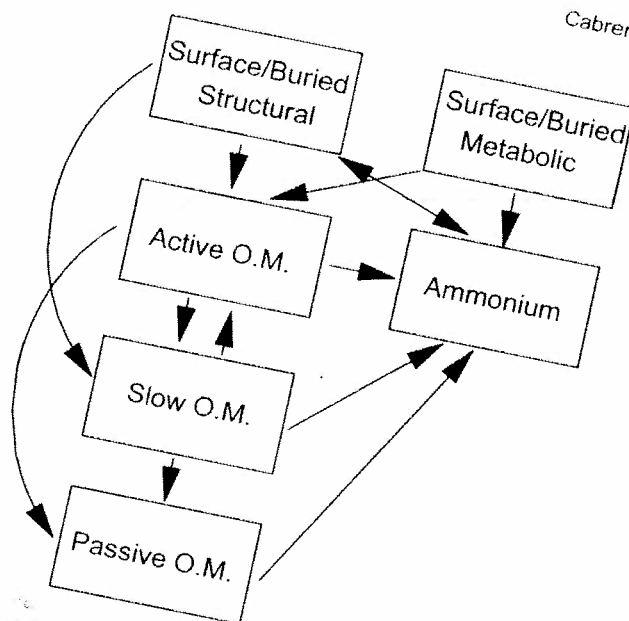 Cabrer
Surface/Buried
Structural
Surface/Buried
Metabolic
Active O.M.
Ammonium
Slow O.M.
Passive O.M.